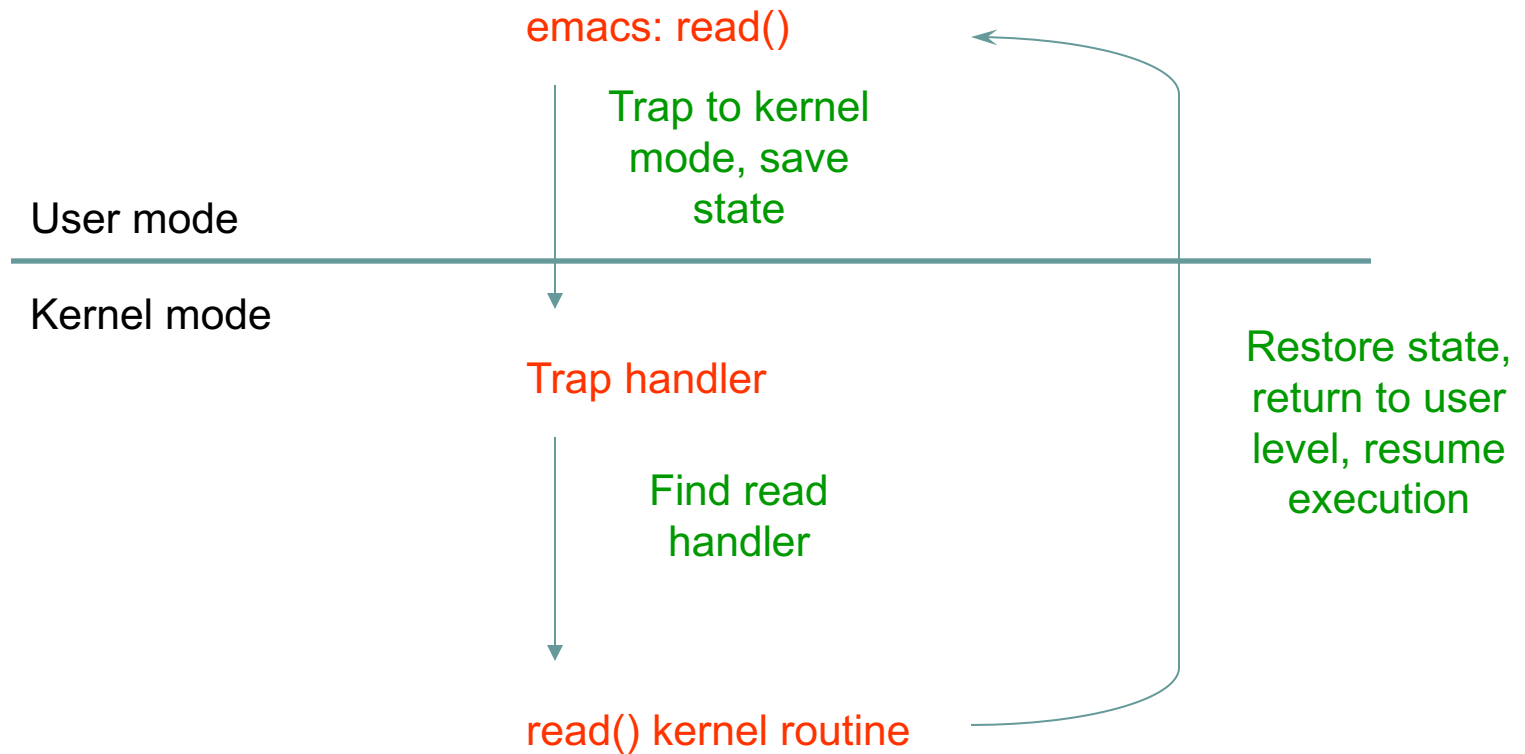 emacs: read()
Trap to kernel
mode, save
state
User mode
Kernel mode
Trap handler
Find read
handler
read() kernel routine
Restore state,
return to user
level, resume
execution